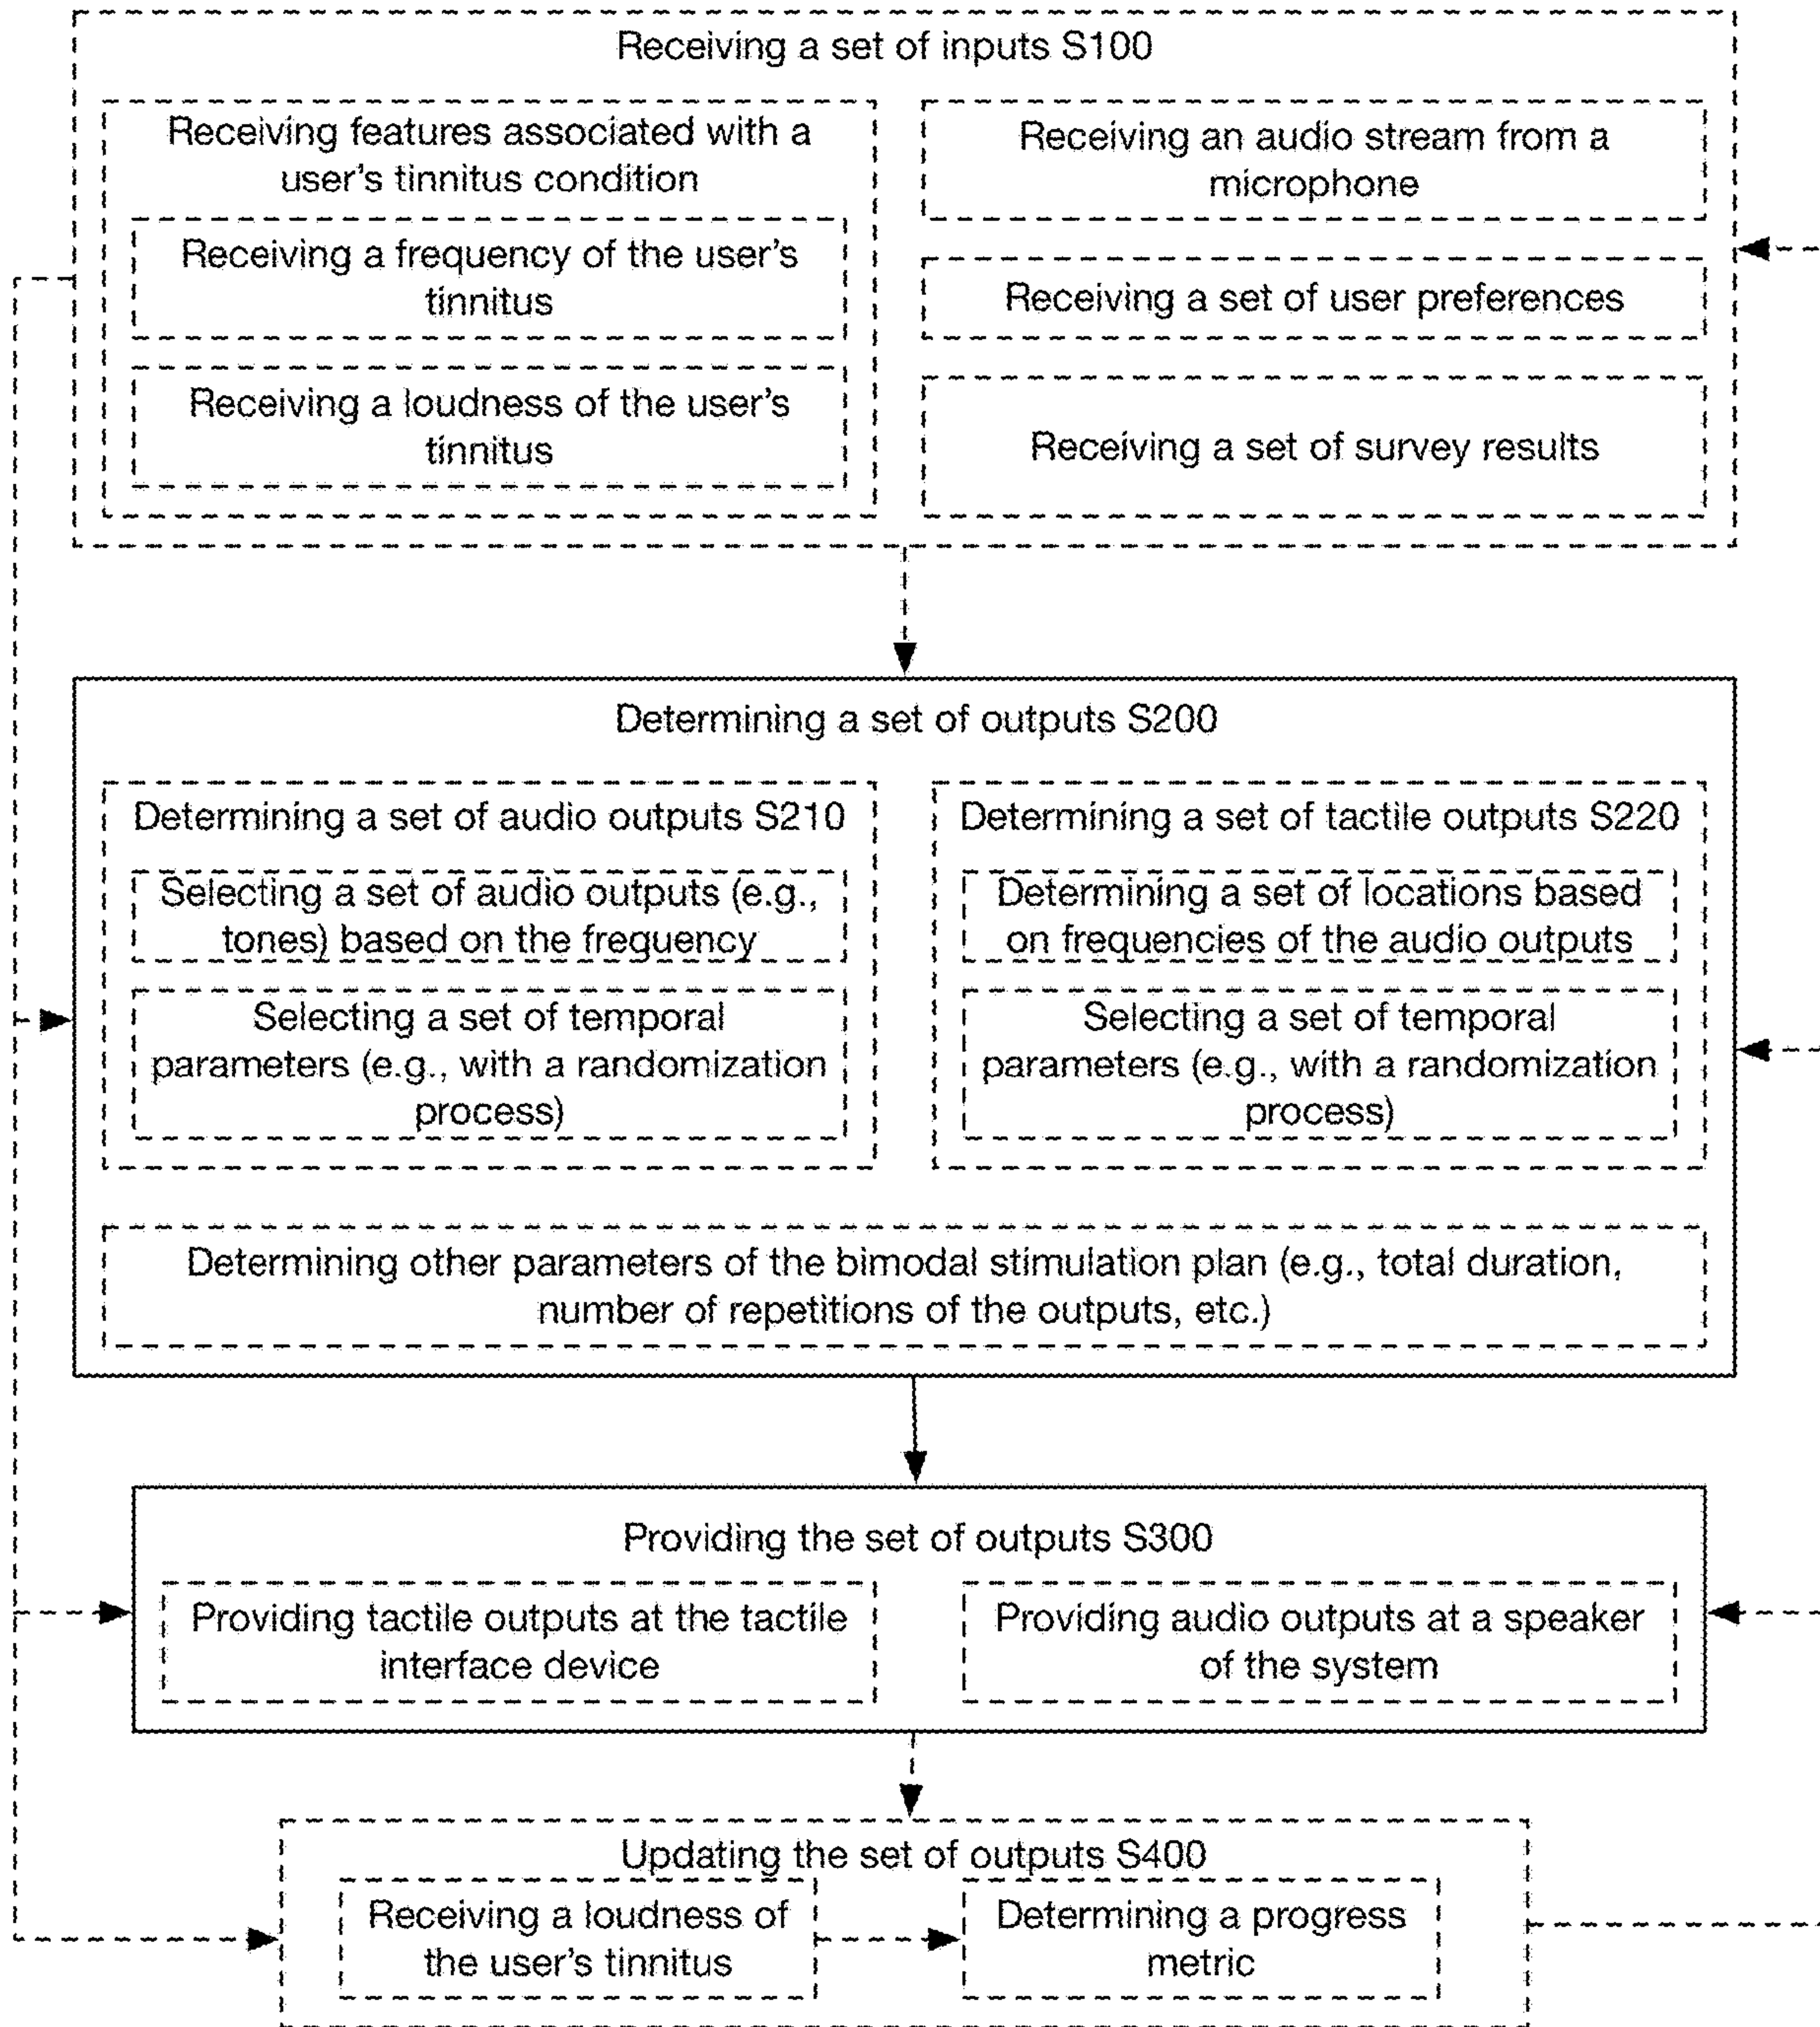 Receiving a set of inputs S100
Receiving features associated with a
user's tinnitus condition
Receiving a frequency of the user's
tinnitus
Receiving a loudness of the user's
tinnitus
Receiving an audio stream from a
microphone
Receiving a set of user preferences
Receiving a set of survey results
Determining a set of outputs S200
Determining a set of audio outputs S210
Selecting a set of audio outputs (e.g.,
tones) based on the frequency
Selecting a set of temporal
parameters (e.g., with a randomization
process)
Determining a set of tactile outputs S220
Determining a set of locations based
on frequencies of the audio outputs
Selecting a set of temporal
parameters (e.g., with a randomization
process)
Determining other parameters of the bimodal stimulation plan (e.g., total duration,
number of repetitions of the outputs, etc.)
Providing the set of outputs S300
Providing tactile outputs at the tactile
interface device
Providing audio outputs at a speaker
of the system
Updating the set of outputs S400
Receiving a loudness of
the user's tinnitus
Determining a progress
metric